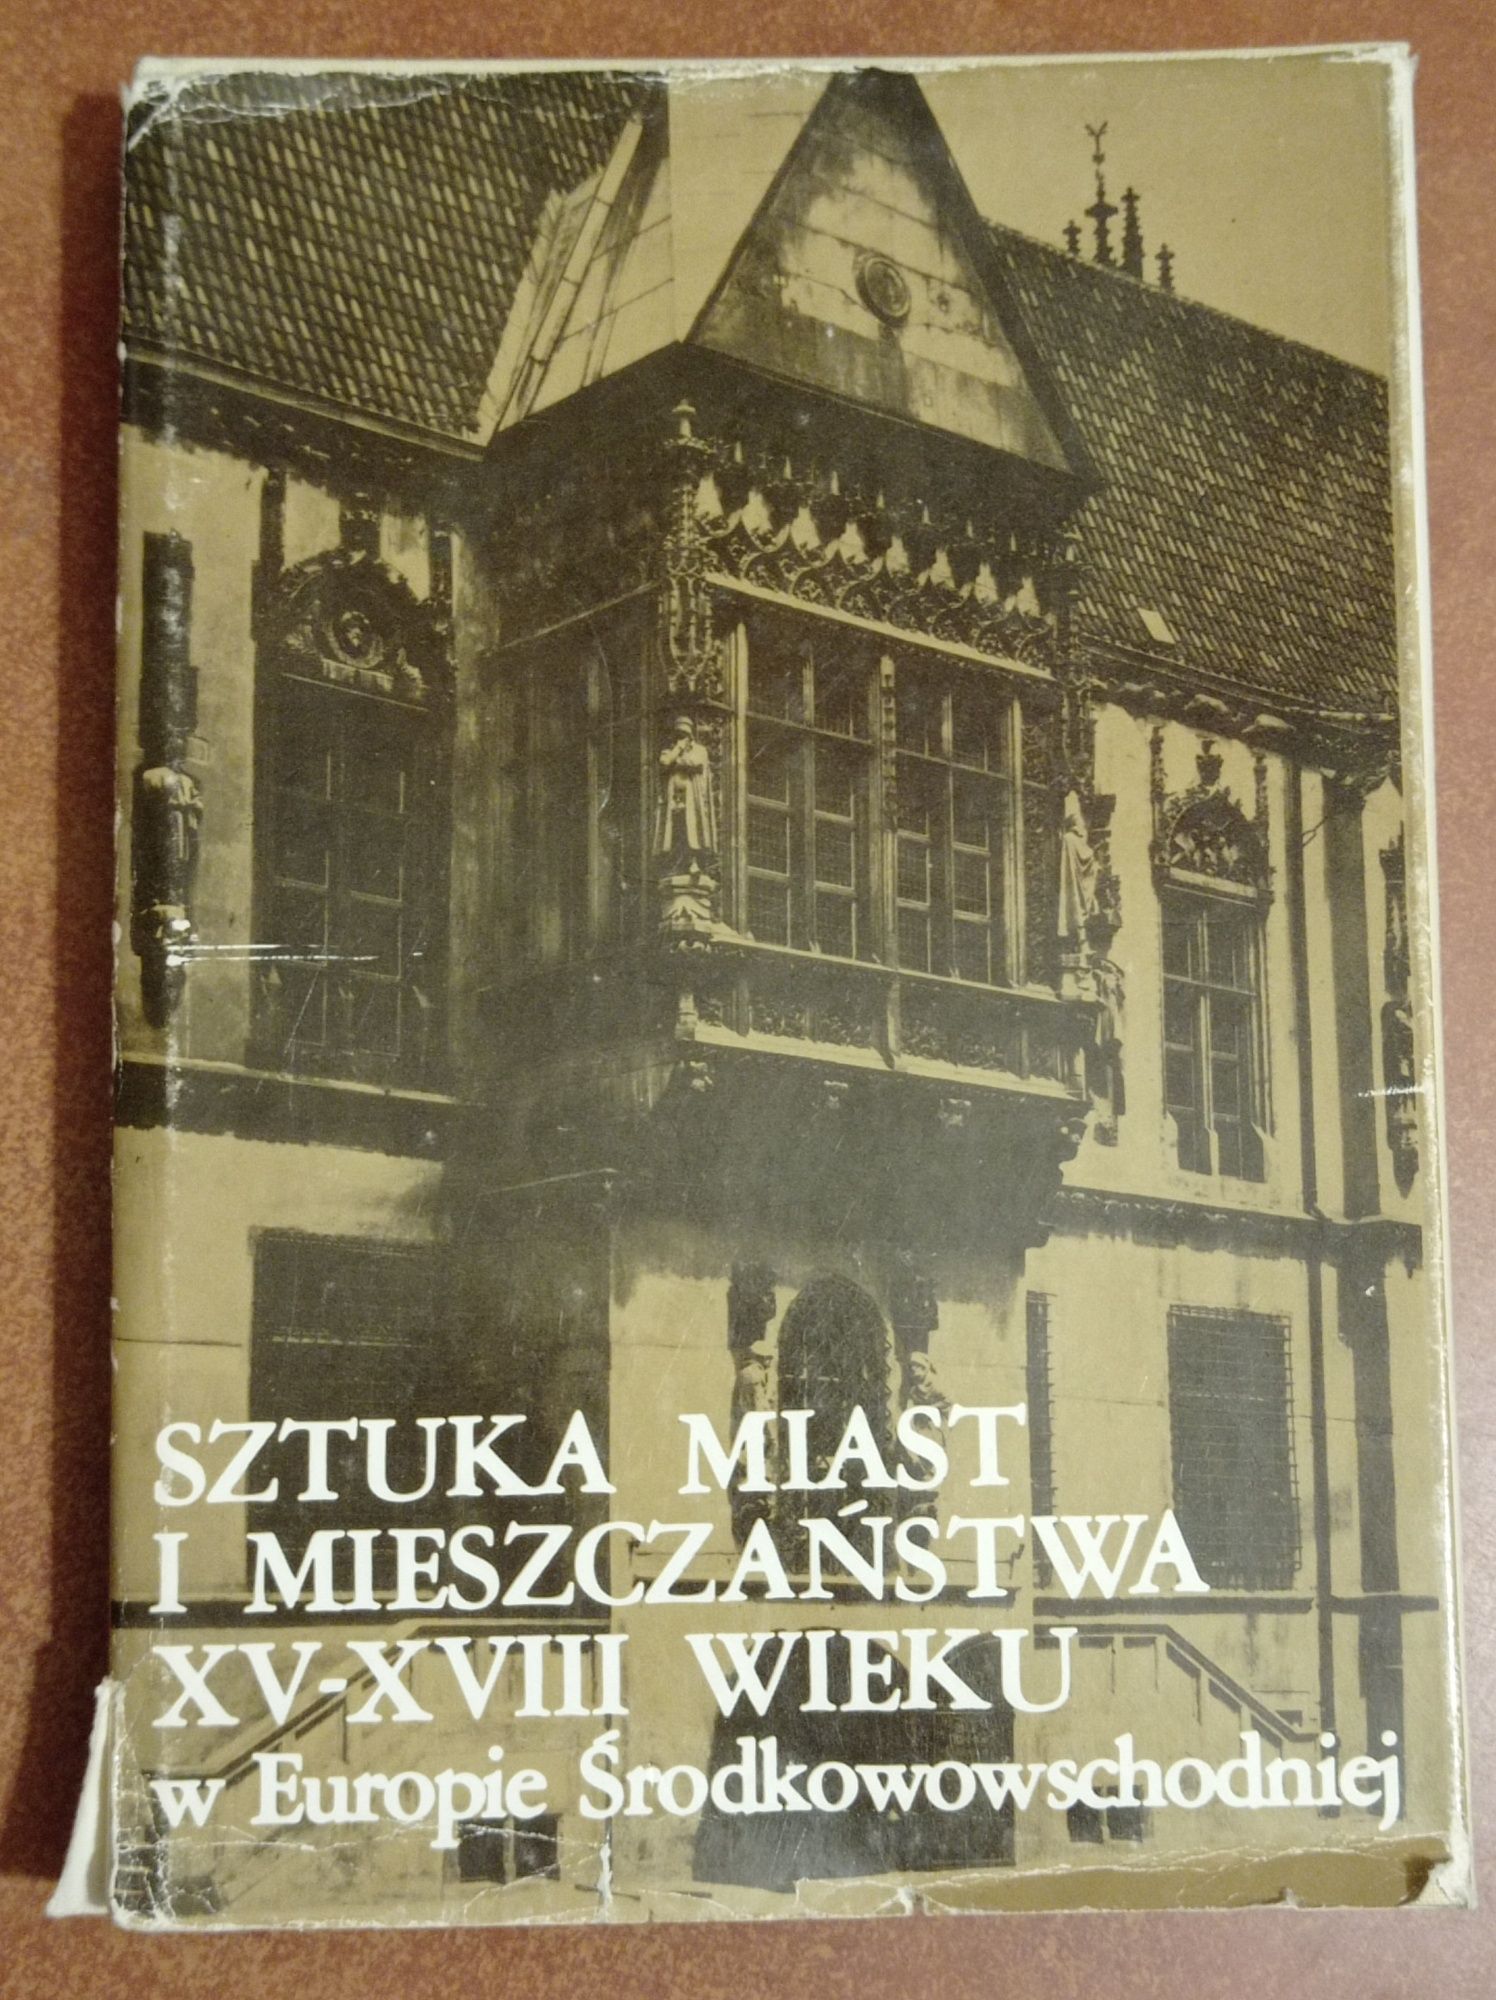 SZTUKA MIAST
I MIESZCZAŃSTWA
XV-XVIII WIEKU
w Europie Środkowowschodniej